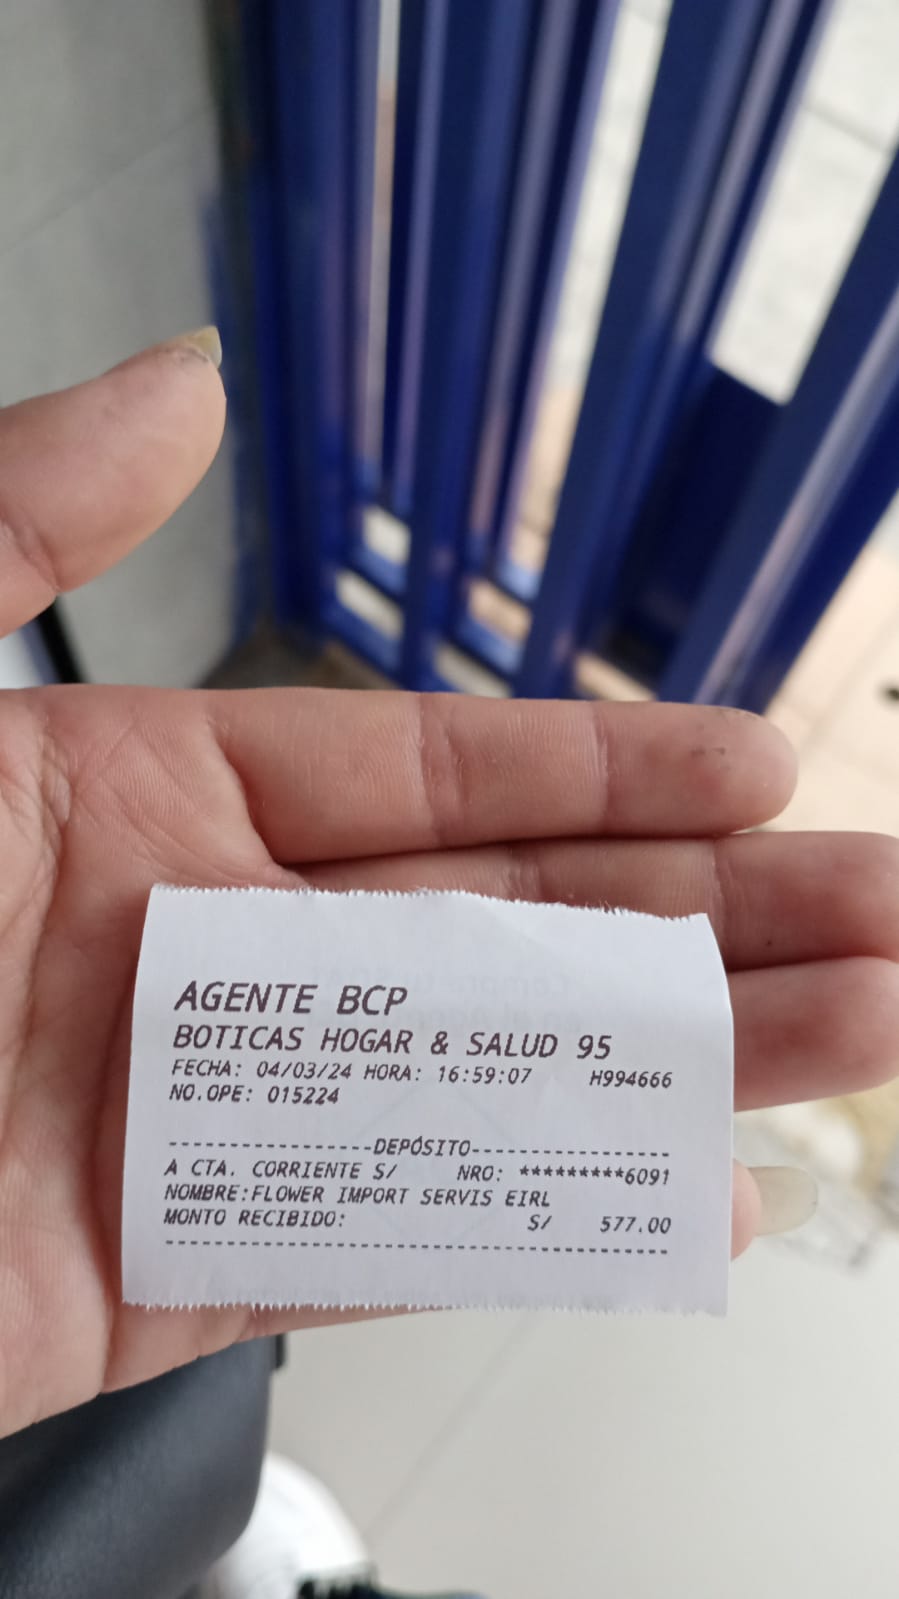 AGENTE BCP
BOTICAS HOGAR & SALUD 95
FECHA: 04/03/24 HORA: 16:59:07 H994666
NO.OPE: 015224
-----------------DEPÓSITO-----------------
A CTA. CORRIENTE S/ NRO: *********6091
NOMBRE:FLOWER IMPORT SERVIS EIRL
MONTO RECIBIDO: S/ 577.00
------------------------------------------